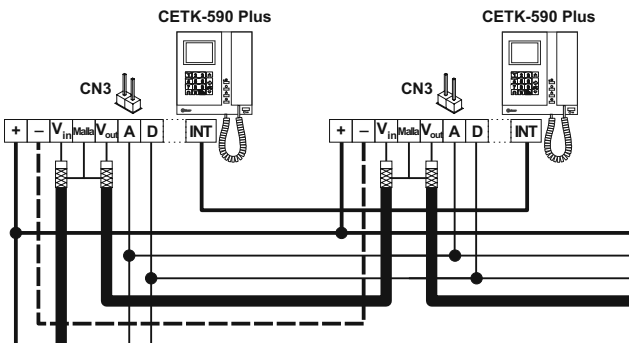 CETK-590 Plus
CETK-590 Plus
CN3
CN3
+ – Vin Malla Vout A D INT
+ – Vin Malla Vout A D INT